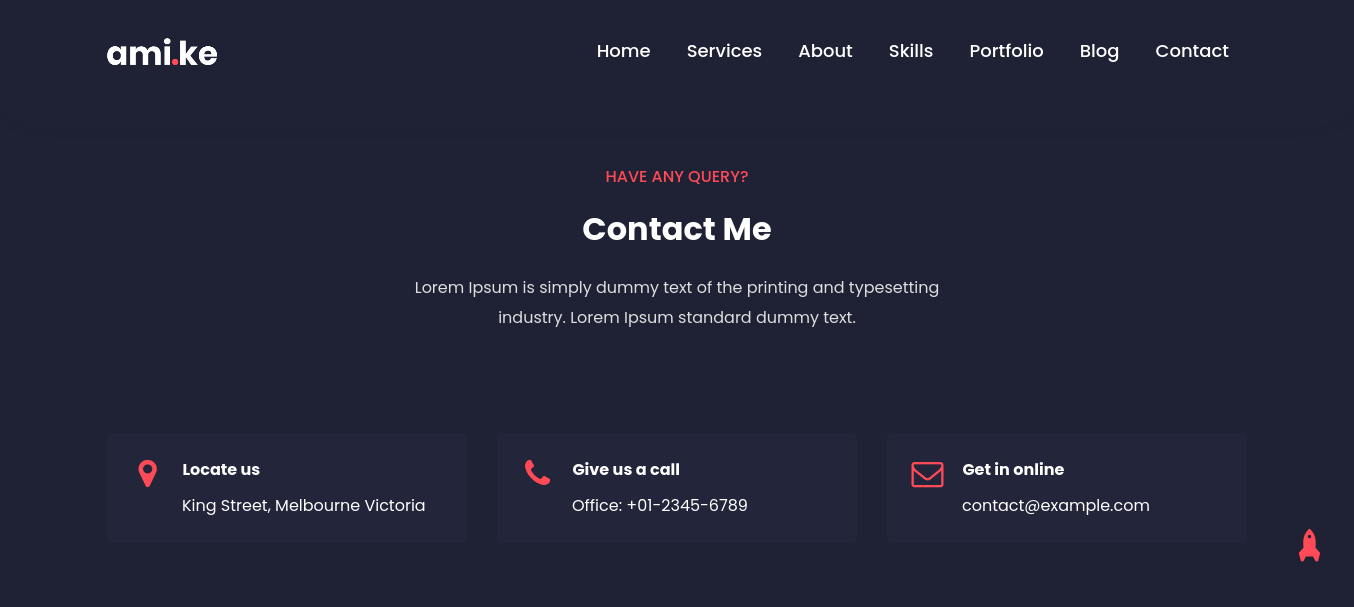 ami.ke
Home Services About Skills Portfolio Blog Contact
HAVE ANY QUERY?
Contact Me
Lorem Ipsum is simply dummy text of the printing and typesetting
industry. Lorem Ipsum standard dummy text.
Locate us
King Street, Melbourne Victoria
Give us a call
Office: +01-2345-6789
Get in online
contact@example.com